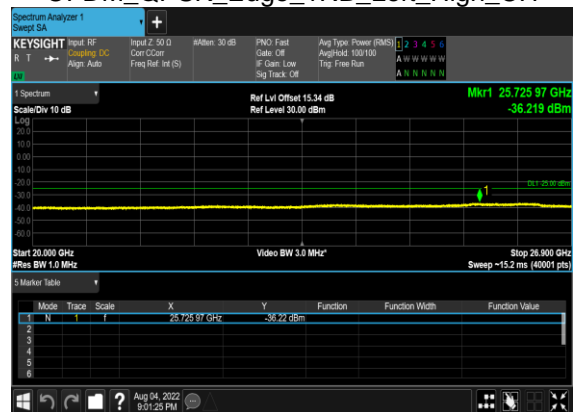 Spectrum Analyzer 1
Swept SA
+
KEYSIGHT Input: RF Input Z: 50 Ω #Atten: 30 dB PNO: Fast Avg Type: Power (RMS) 1 2 3 4 5 6
R T Coupling: DC Corr CCorr Gate: Off Avg|Hold: 100/100 A W W W W W
Align: Auto Freq Ref: Int (S) IF Gain: Low Trig: Free Run
LV Sig Track: Off A N N N N N
1 Spectrum Ref Lvl Offset 15.34 dB Mkr1 25.725 97 GHz
Scale/Div 10 dB Ref Level 30.00 dBm -36.219 dBm
Log
20.0
10.0
0.00
-10.0
-20.0 DL1 -25.00 dBm
-30.0 1
-40.0
-50.0
-60.0
Start 20.000 GHz Video BW 3.0 MHz* Stop 26.900 GHz
#Res BW 1.0 MHz Sweep ~15.2 ms (40001 pts)
5 Marker Table
Mode Trace Scale X Y Function Function Width Function Value
1 N 1 f 25.725 97 GHz -36.22 dBm
2
3
4
5
6
? Aug 04, 2022
9:01:25 PM